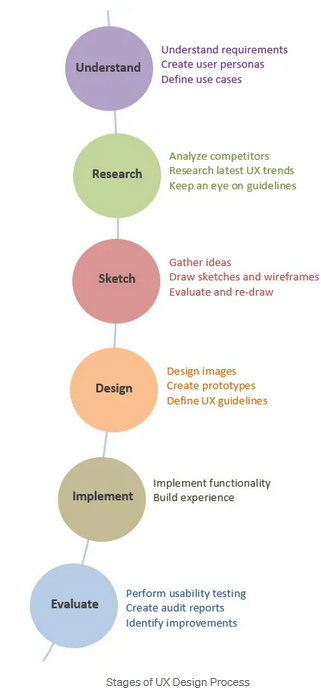 Understand
Understand requirements
Create user personas
Define use cases
Research
Analyze competitors
Research latest UX trends
Keep an eye on guidelines
Sketch
Gather ideas
Draw sketches and wireframes
Evaluate and re-draw
Design
Design images
Create prototypes
Define UX guidelines
Implement
Implement functionality
Build experience
Evaluate
Perform usability testing
Create audit reports
Identify improvements
Stages of UX Design Process